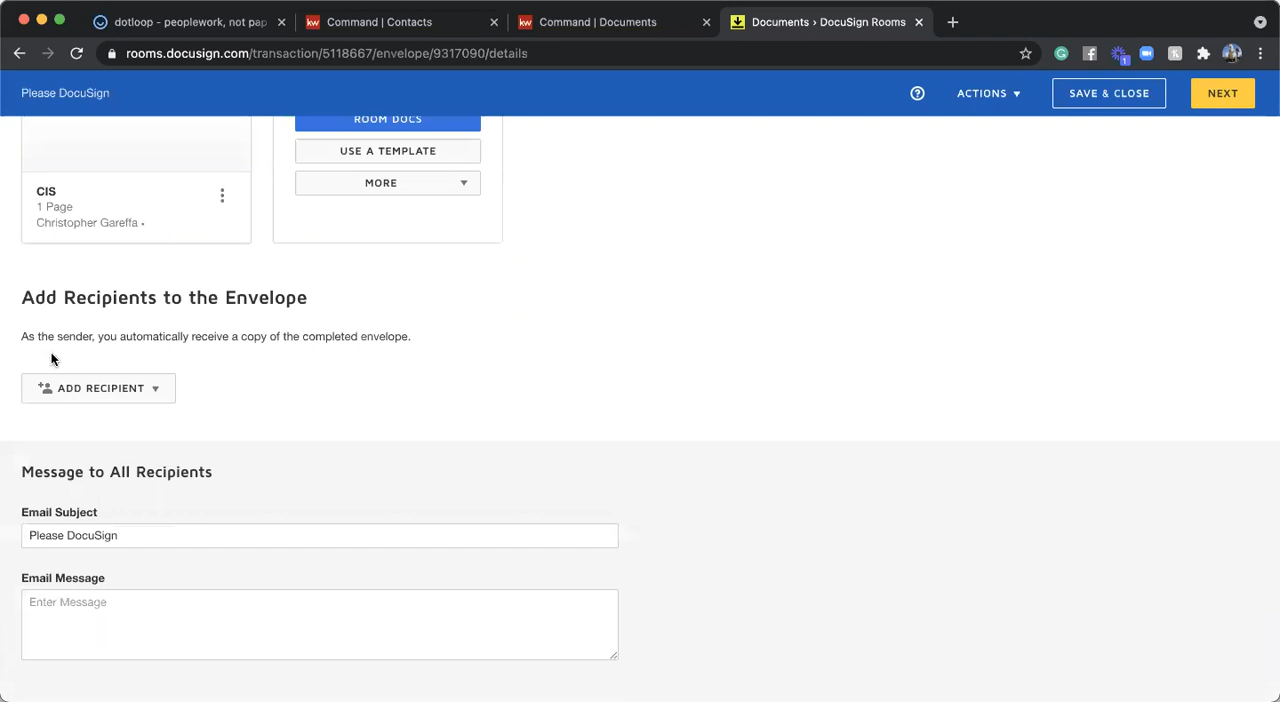 dotloop - peoplework, not pap
Command | Contacts
Command | Documents
Documents › DocuSign Rooms
rooms.docusign.com/transaction/5118667/envelope/9317090/details
1
Please DocuSign
ACTIONS
SAVE & CLOSE
NEXT
ROOM DOCS
USE A TEMPLATE
MORE
CIS
1 Page
Christopher Gareffa •
Add Recipients to the Envelope
As the sender, you automatically receive a copy of the completed envelope.
ADD RECIPIENT
Message to All Recipients
Email Subject
Please DocuSign
Email Message
Enter Message